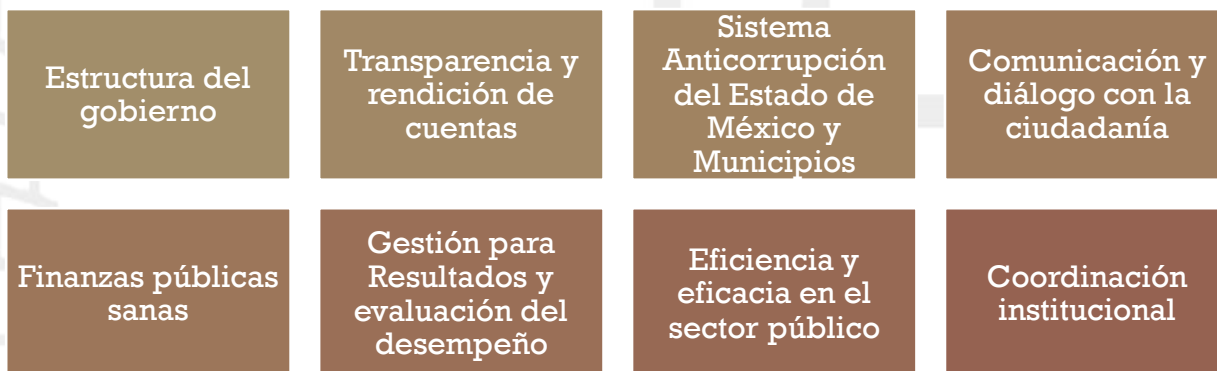 Estructura del
gobierno
Transparencia y
rendición de
cuentas
Sistema
Anticorrupción
del Estado de
México y
Municipios
Comunicación y
diálogo con la
ciudadanía
Finanzas públicas
sanas
Gestión para
Resultados y
evaluación del
desempeño
Eficiencia y
eficacia en el
sector público
Coordinación
institucional